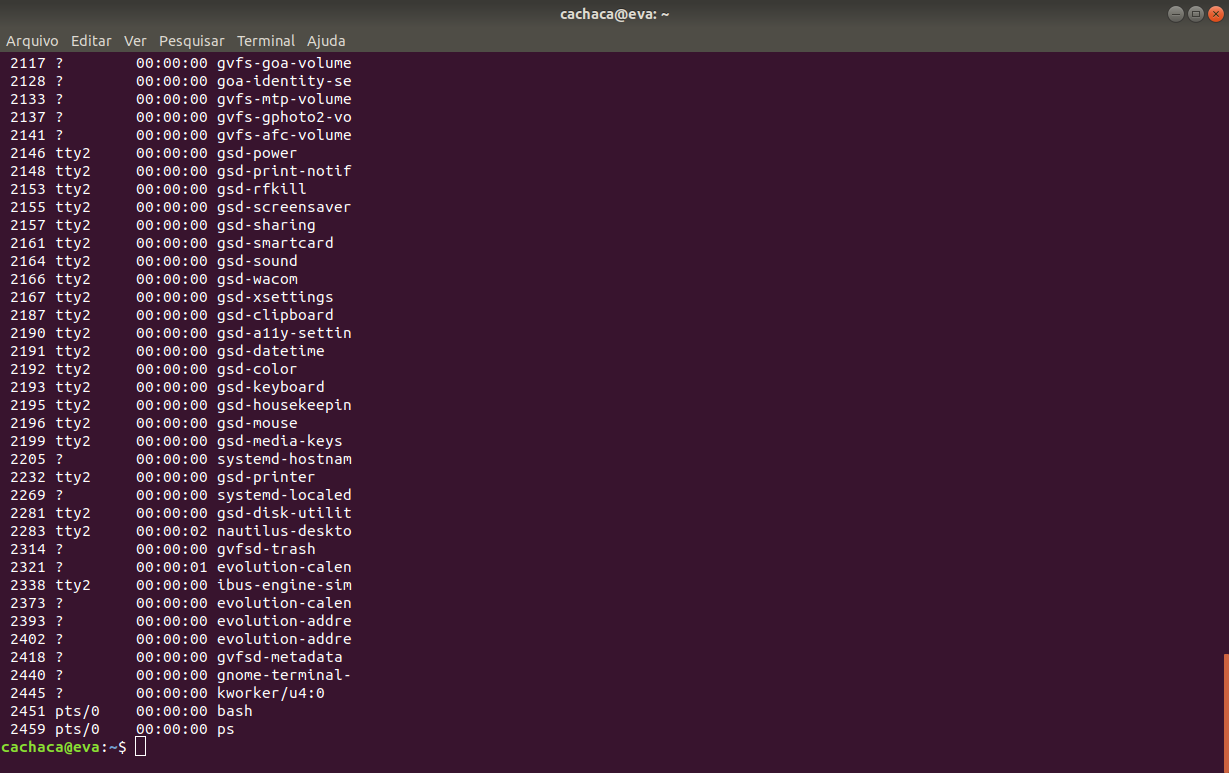 cachaca@eva: ~
Arquivo Editar Ver Pesquisar Terminal Ajuda
2117 ? 00:00:00 gvfs-goa-volume
2128 ? 00:00:00 goa-identity-se
2133 ? 00:00:00 gvfs-mtp-volume
2137 ? 00:00:00 gvfs-gphoto2-vo
2141 ? 00:00:00 gvfs-afc-volume
2146 tty2 00:00:00 gsd-power
2148 tty2 00:00:00 gsd-print-notif
2153 tty2 00:00:00 gsd-rfkill
2155 tty2 00:00:00 gsd-screensaver
2157 tty2 00:00:00 gsd-sharing
2161 tty2 00:00:00 gsd-smartcard
2164 tty2 00:00:00 gsd-sound
2166 tty2 00:00:00 gsd-wacom
2167 tty2 00:00:00 gsd-xsettings
2187 tty2 00:00:00 gsd-clipboard
2190 tty2 00:00:00 gsd-a11y-settin
2191 tty2 00:00:00 gsd-datetime
2192 tty2 00:00:00 gsd-color
2193 tty2 00:00:00 gsd-keyboard
2195 tty2 00:00:00 gsd-housekeepin
2196 tty2 00:00:00 gsd-mouse
2199 tty2 00:00:00 gsd-media-keys
2205 ? 00:00:00 systemd-hostnam
2232 tty2 00:00:00 gsd-printer
2269 ? 00:00:00 systemd-localed
2281 tty2 00:00:00 gsd-disk-utilit
2283 tty2 00:00:02 nautilus-deskto
2314 ? 00:00:00 gvfsd-trash
2321 ? 00:00:01 evolution-calen
2338 tty2 00:00:00 ibus-engine-sim
2373 ? 00:00:00 evolution-calen
2393 ? 00:00:00 evolution-addre
2402 ? 00:00:00 evolution-addre
2418 ? 00:00:00 gvfsd-metadata
2440 ? 00:00:00 gnome-terminal-
2445 ? 00:00:00 kworker/u4:0
2451 pts/0 00:00:00 bash
2459 pts/0 00:00:00 ps
cachaca@eva:~$